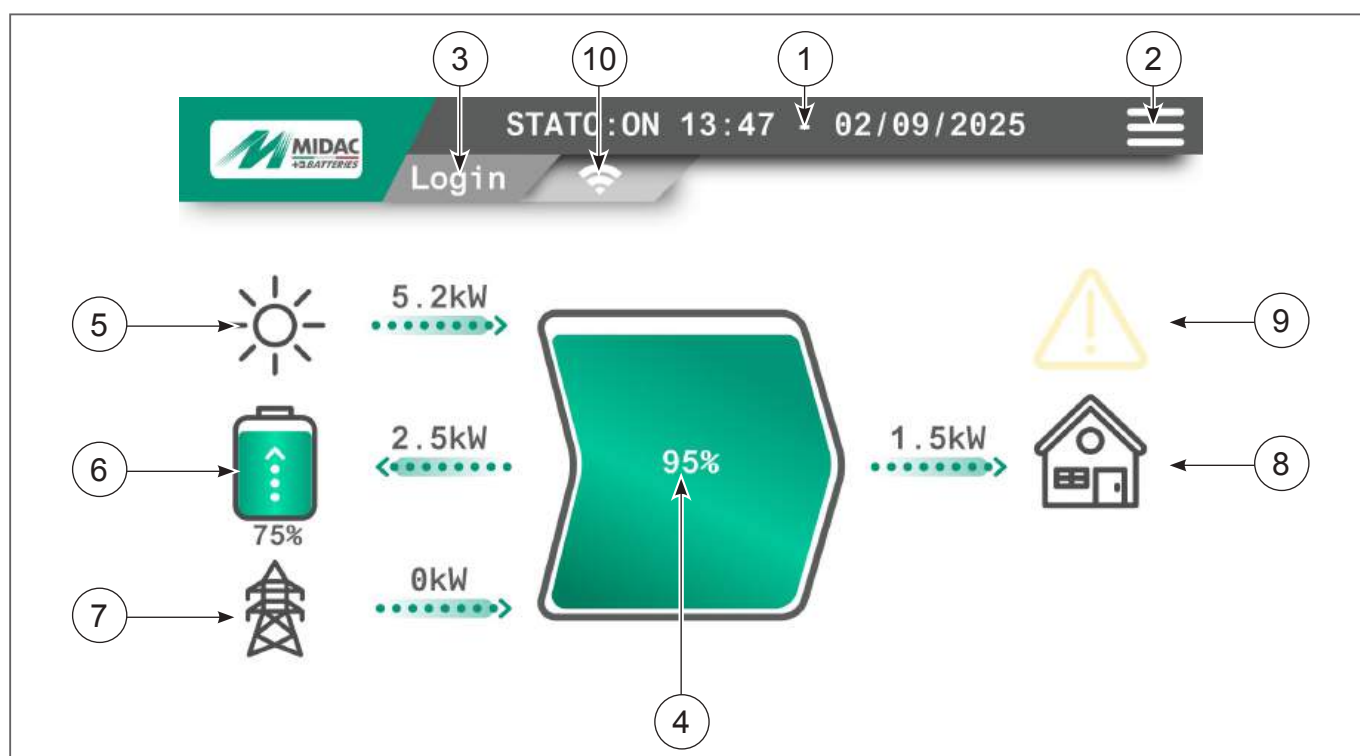 3 10 1 2
STATO:ON 13:47 - 02/09/2025
MIDAC
BATTERIES
Login
5 5.2kW 9
6 2.5kW 95% 1.5kW 8
75%
7 0kW
4